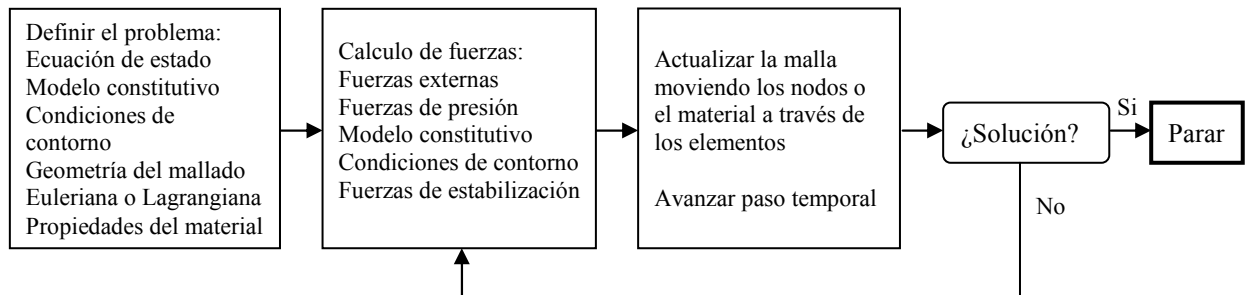 Definir el problema:
Ecuación de estado
Modelo constitutivo
Condiciones de
contorno
Geometría del mallado
Euleriana o Lagrangiana
Propiedades del material
Calculo de fuerzas:
Fuerzas externas
Fuerzas de presión
Modelo constitutivo
Condiciones de contorno
Fuerzas de estabilización
Actualizar la malla
moviendo los nodos o
el material a través de
los elementos
Avanzar paso temporal
¿Solución?
Si
Parar
No